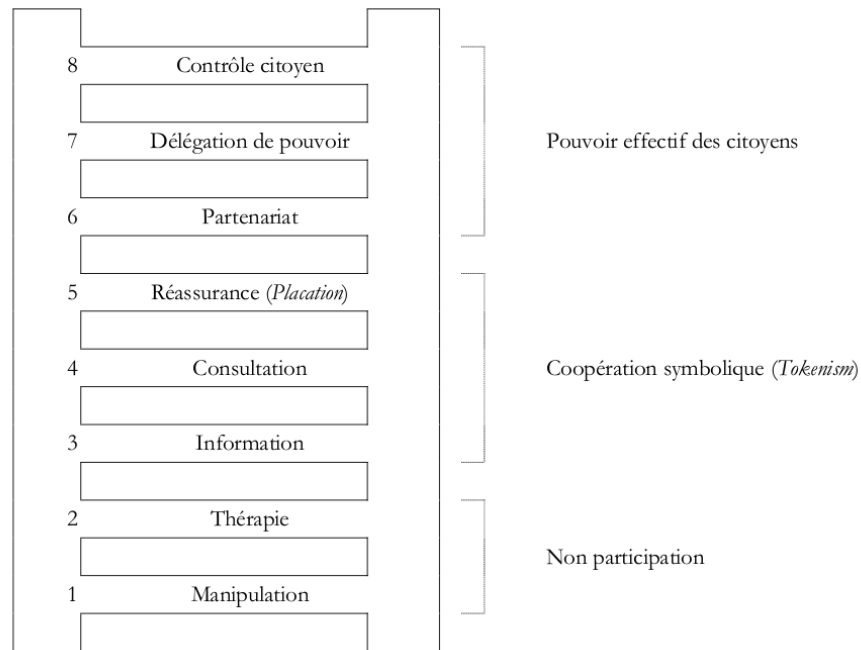 8 Contrôle citoyen
7 Délégation de pouvoir Pouvoir effectif des citoyens
6 Partenariat
5 Réassurance (Placation)
4 Consultation Coopération symbolique (Tokenism)
3 Information
2 Thérapie
Non participation
1 Manipulation